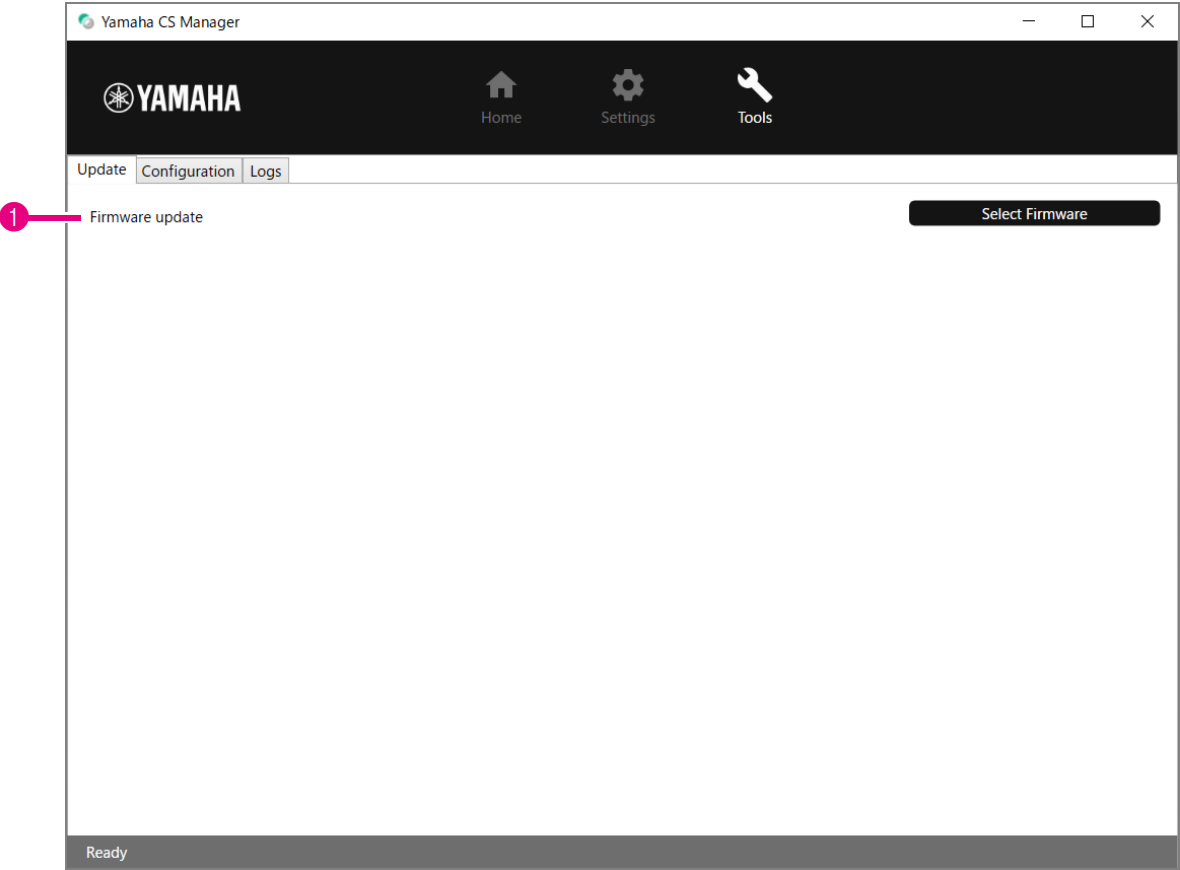 Yamaha CS Manager
YAMAHA
Home Settings Tools
Update Configuration Logs
1 Firmware update Select Firmware
Ready